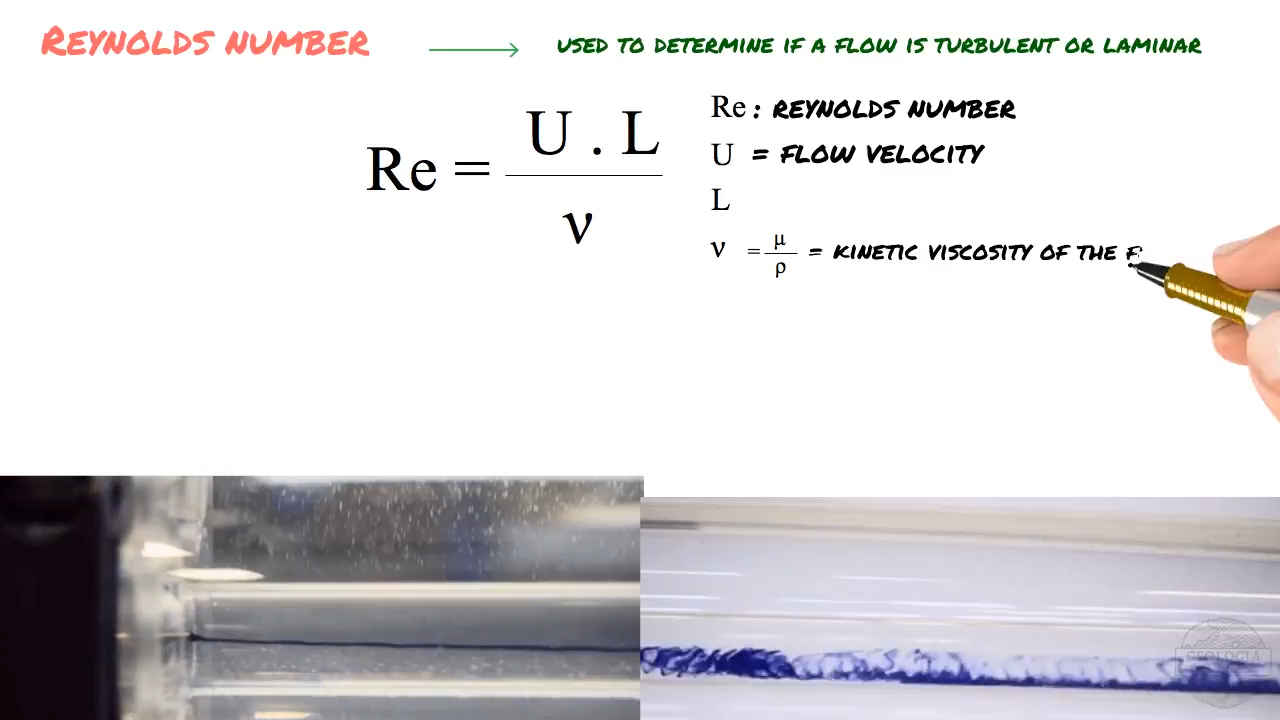 REYNOLDS NUMBER → USED TO DETERMINE IF A FLOW IS TURBULENT OR LAMINAR
Re = U . L / ν
Re : REYNOLDS NUMBER
U = FLOW VELOCITY
L
ν = μ / ρ = KINETIC VISCOSITY OF THE F
GEOLOGIA